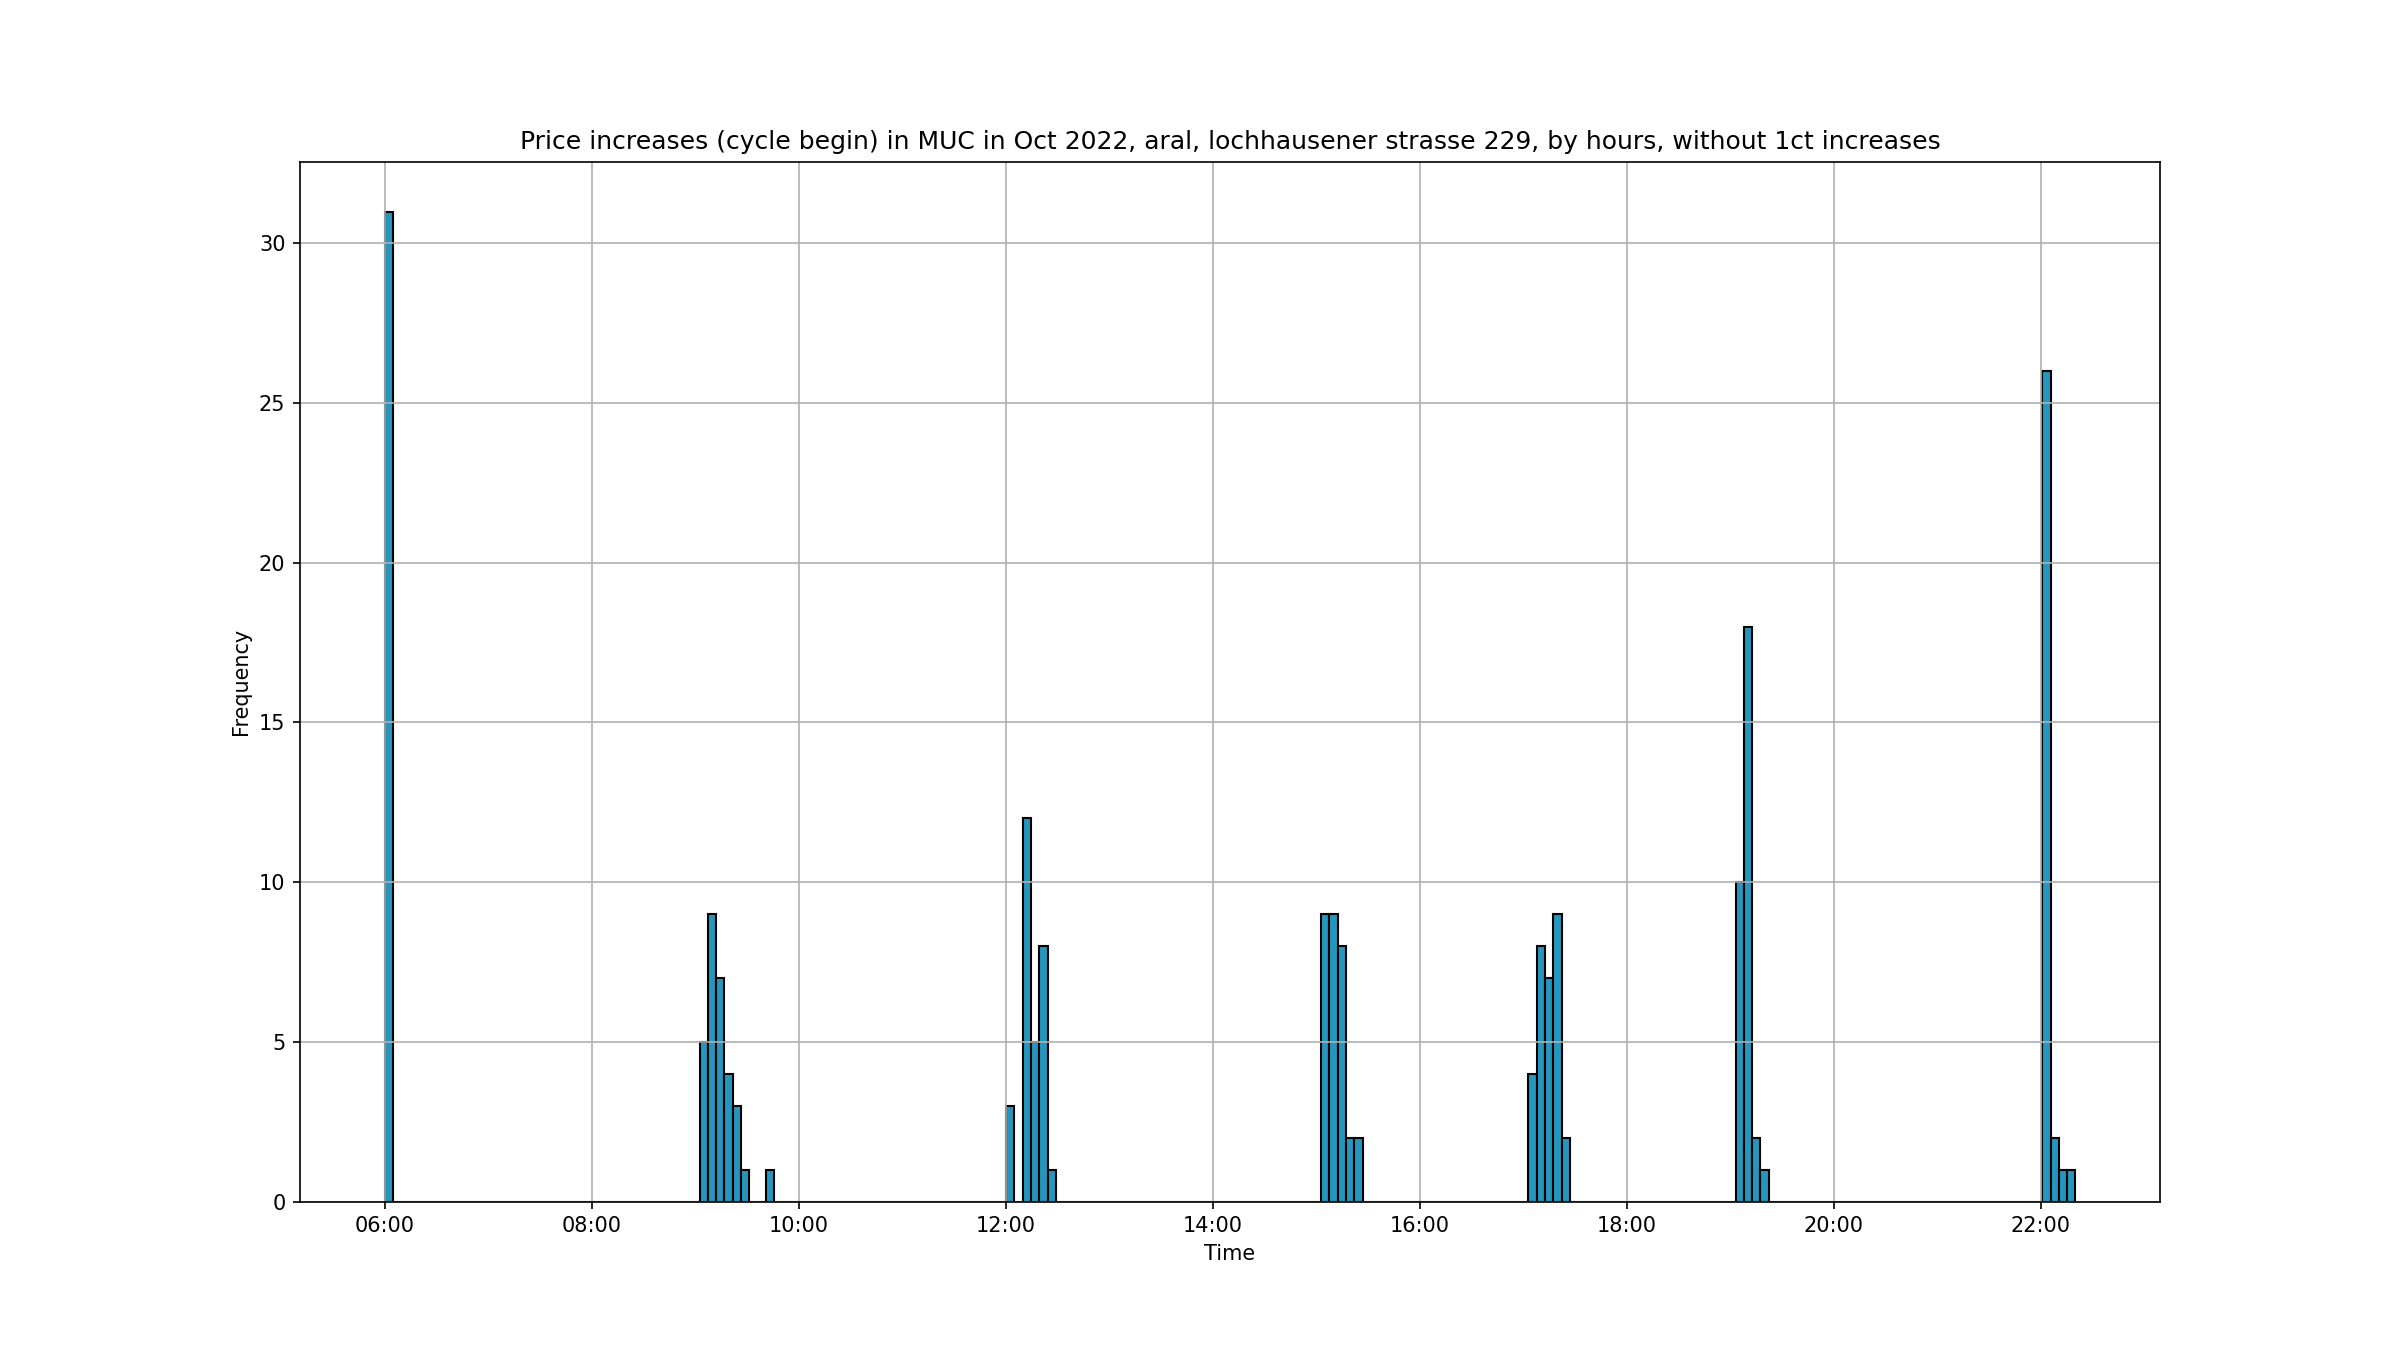 Price increases (cycle begin) in MUC in Oct 2022, aral, lochhausener strasse 229, by hours, without 1ct increases
Frequency
30
25
20
15
10
5
0
06:00 08:00 10:00 12:00 14:00 16:00 18:00 20:00 22:00
Time